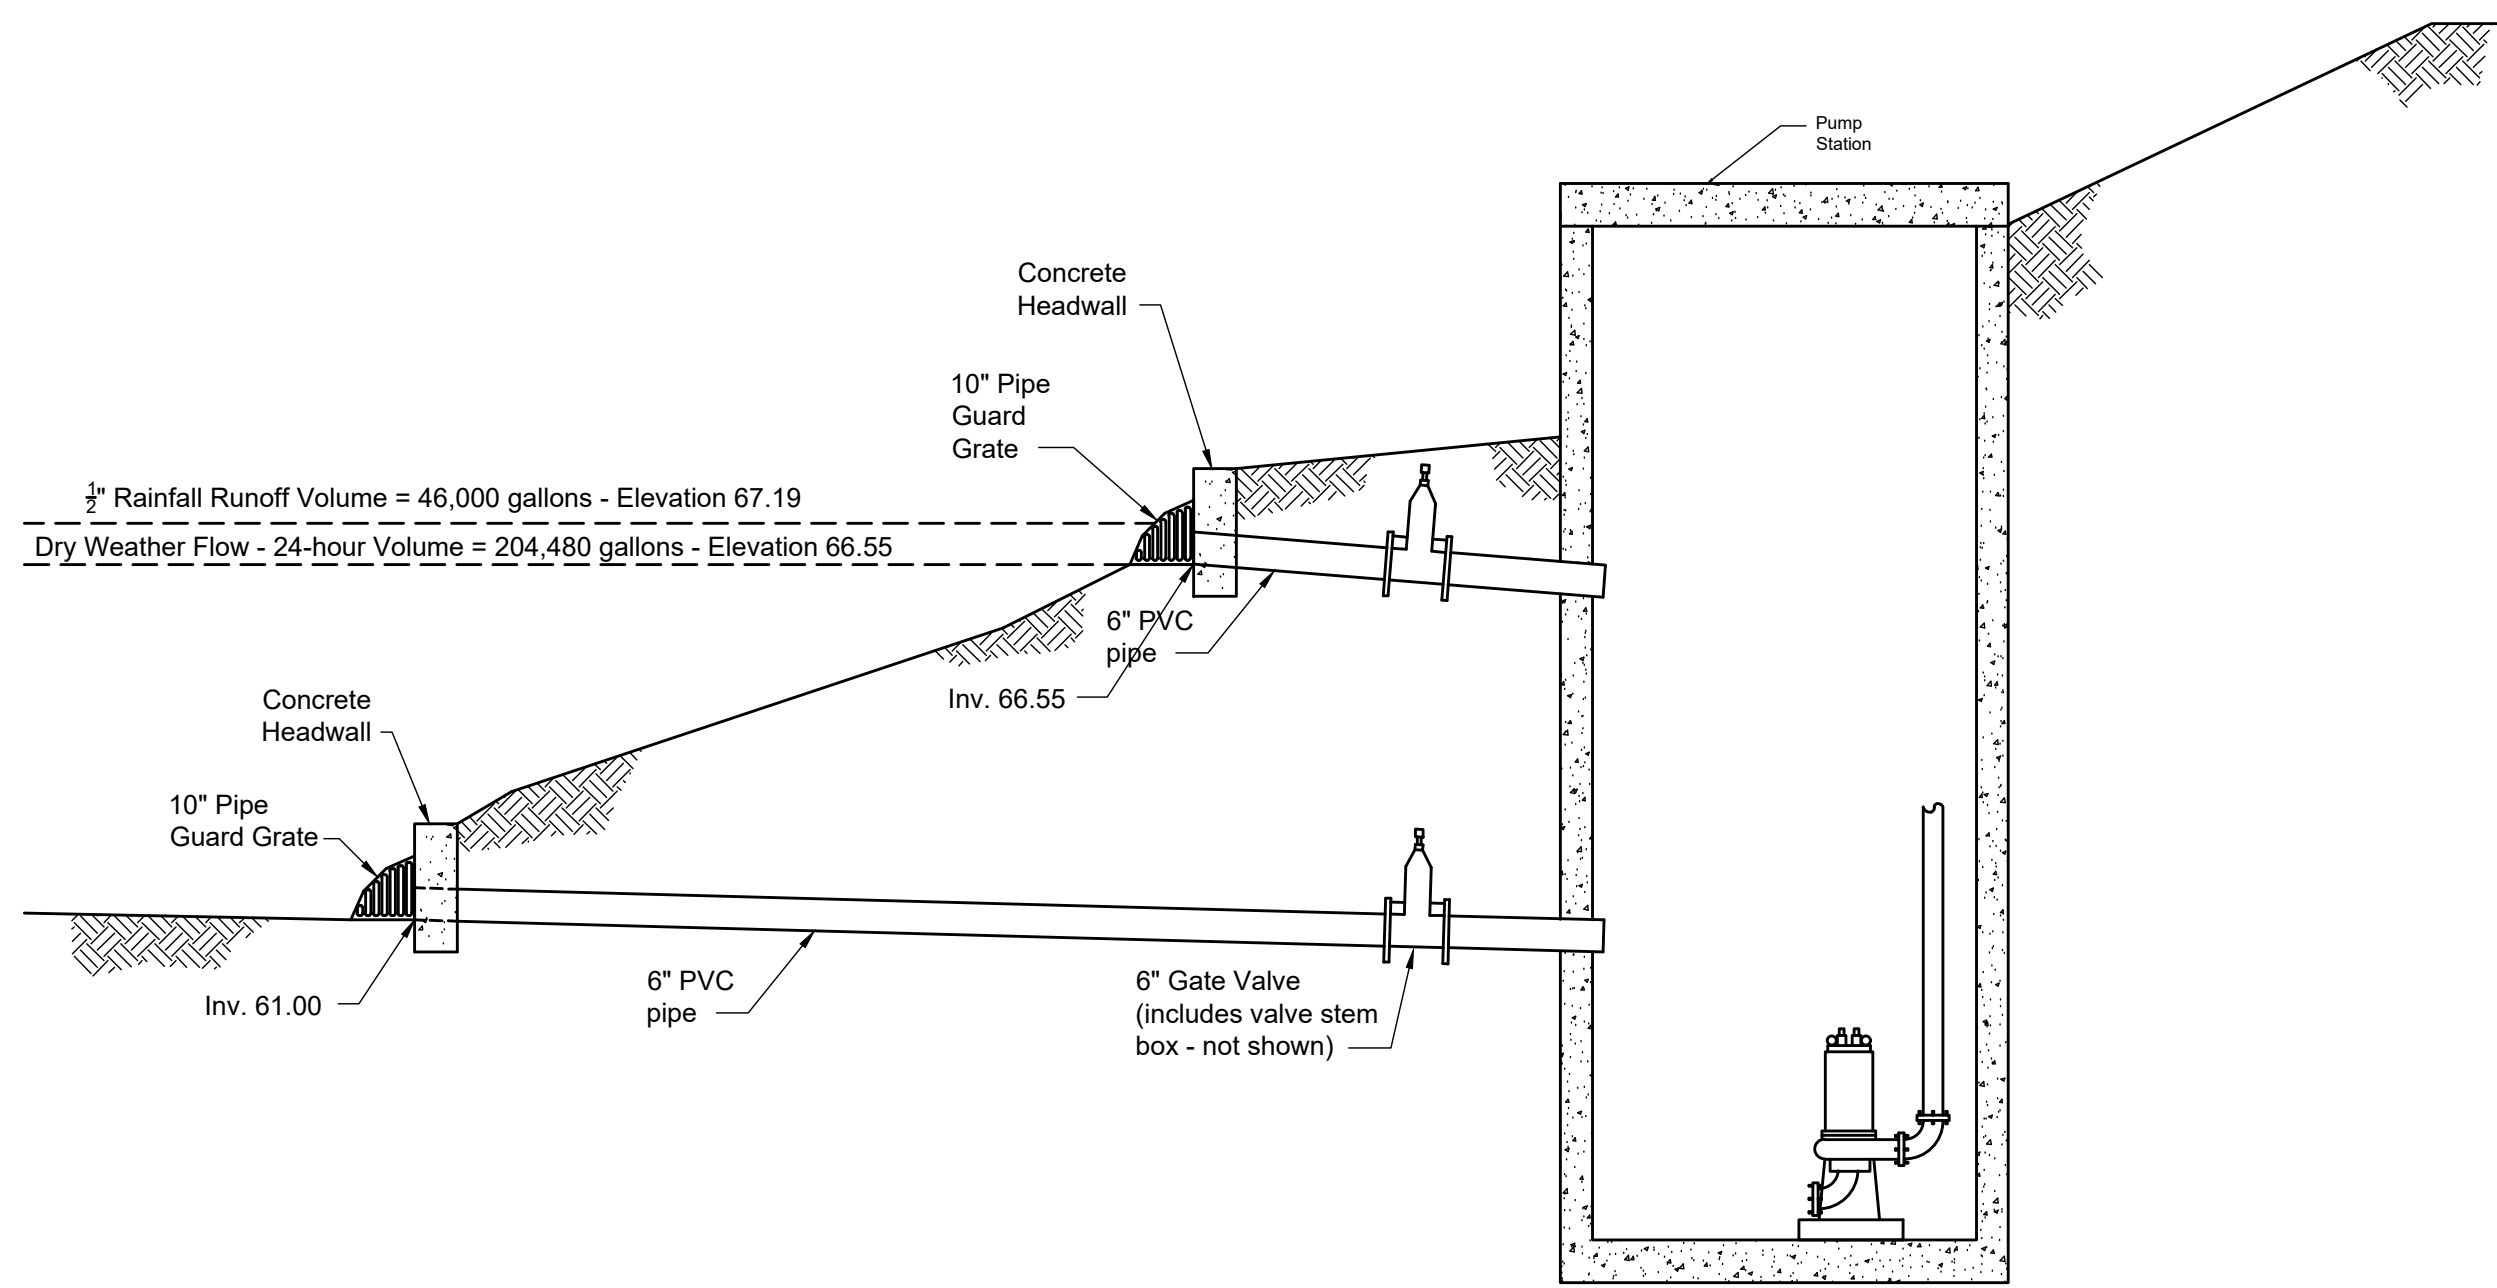 Pump
Station
Concrete
Headwall
10" Pipe
Guard
Grate
½" Rainfall Runoff Volume = 46,000 gallons - Elevation 67.19
Dry Weather Flow - 24-hour Volume = 204,480 gallons - Elevation 66.55
6" PVC
pipe
Inv. 66.55
Concrete
Headwall
10" Pipe
Guard Grate
Inv. 61.00
6" PVC
pipe
6" Gate Valve
(includes valve stem
box - not shown)